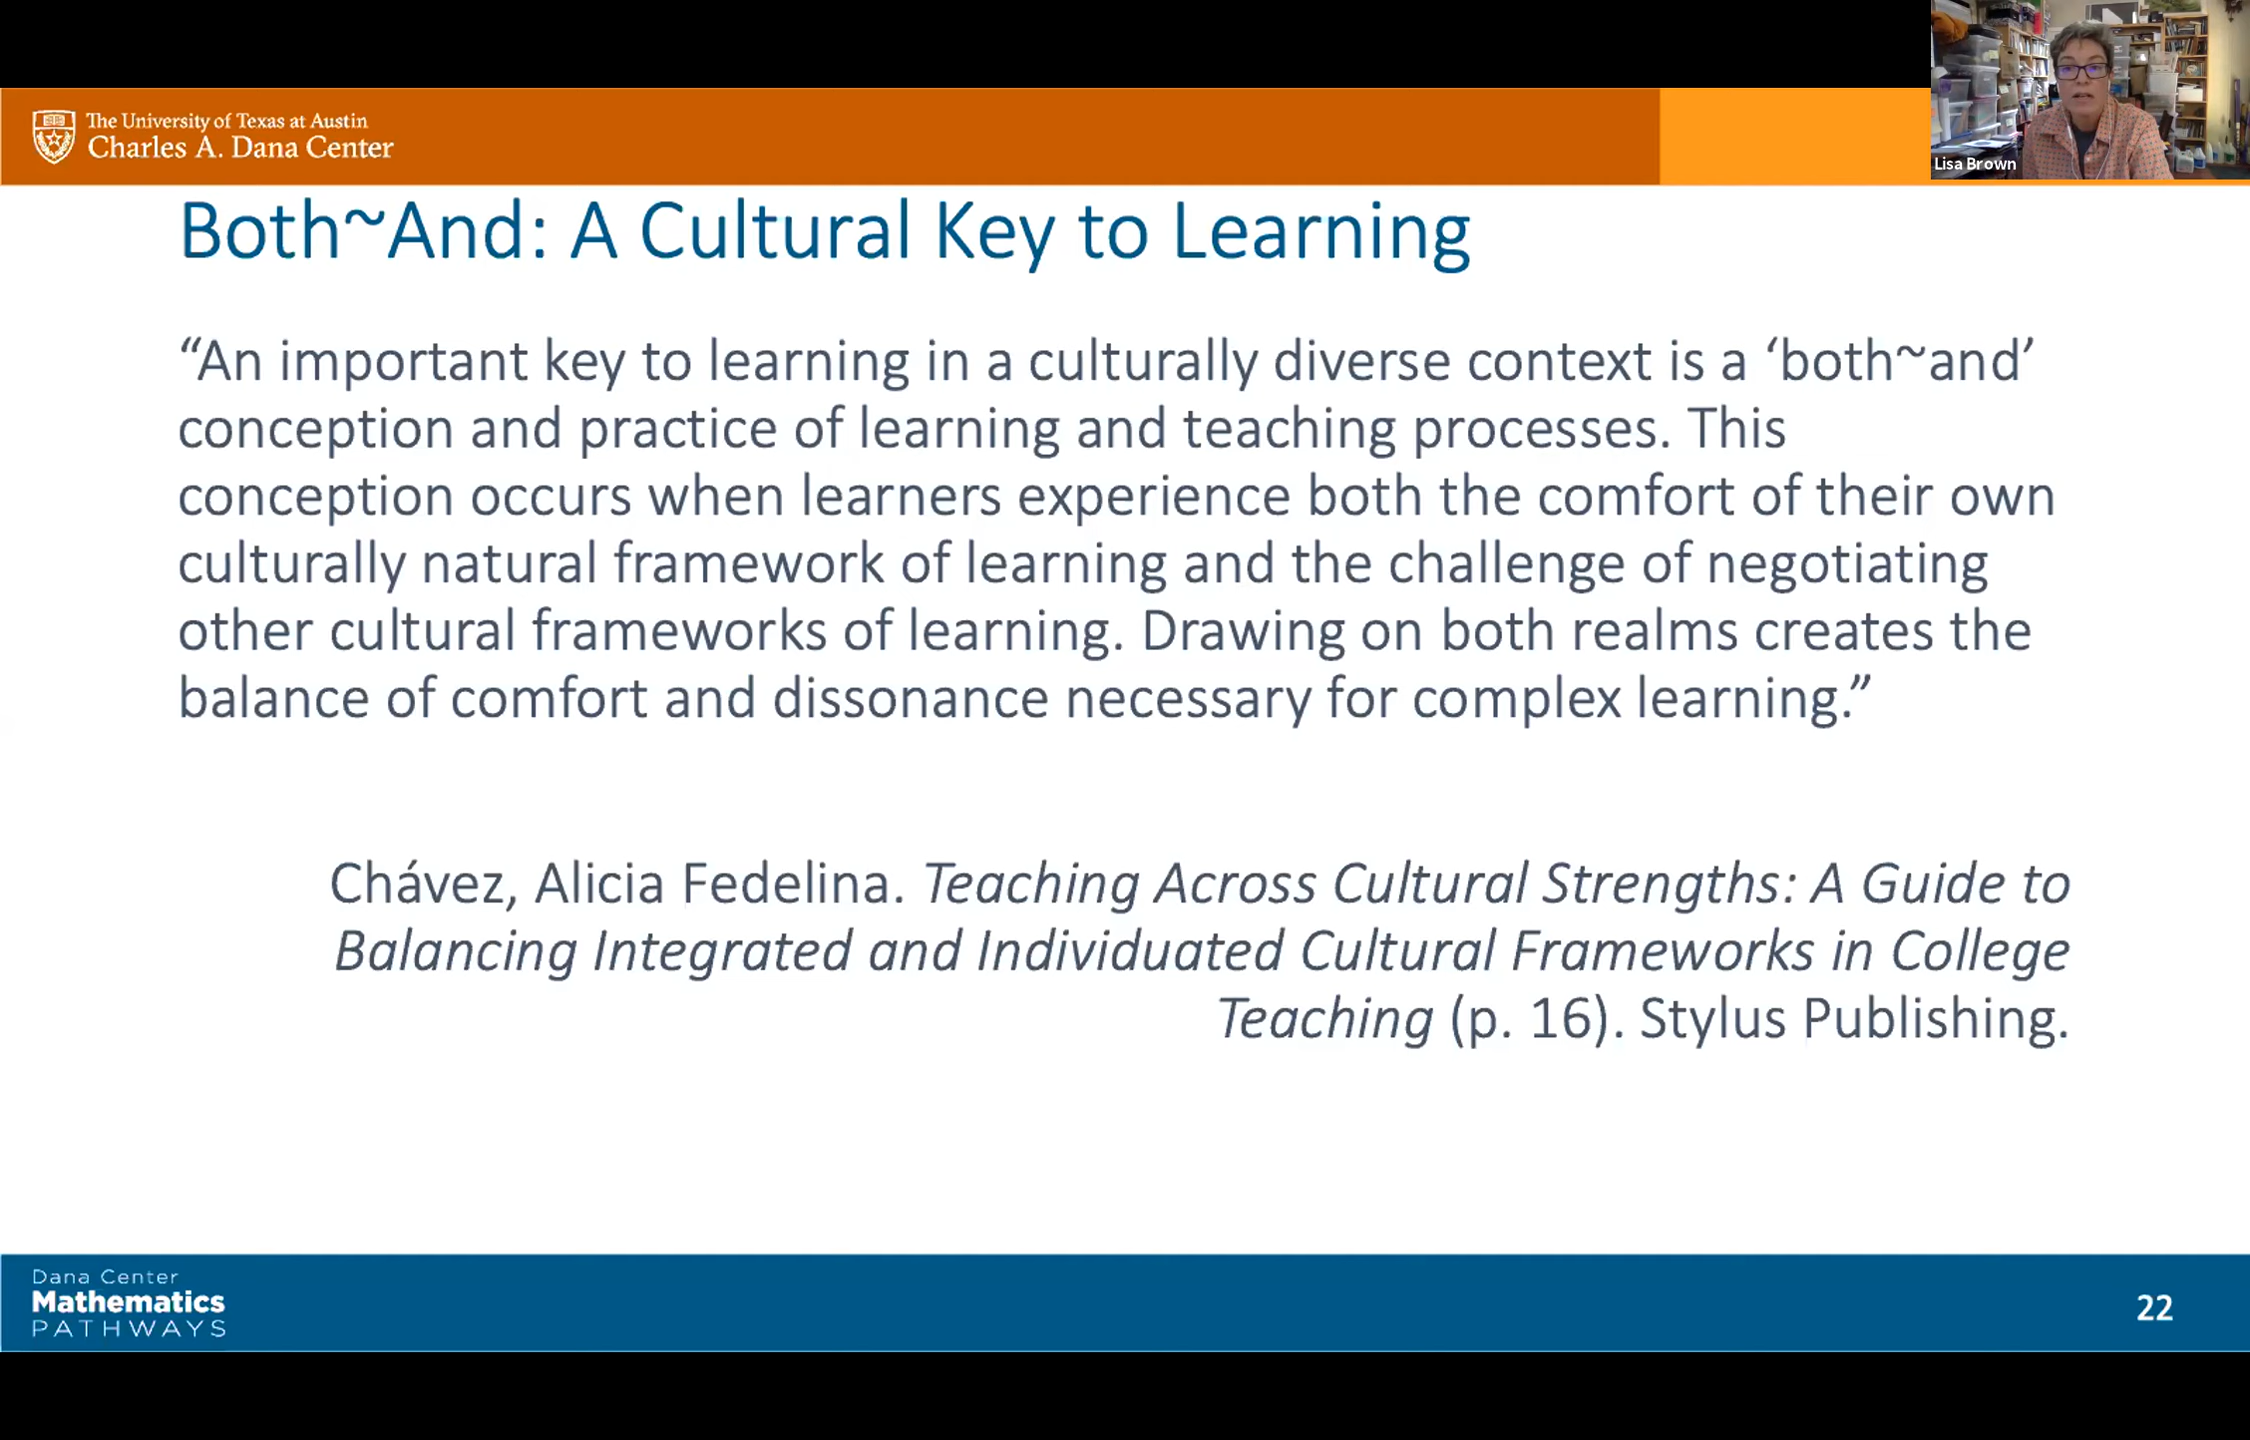 The University of Texas at Austin
Charles A. Dana Center
Lisa Brown
Both~And: A Cultural Key to Learning
“An important key to learning in a culturally diverse context is a ‘both~and’
conception and practice of learning and teaching processes. This
conception occurs when learners experience both the comfort of their own
culturally natural framework of learning and the challenge of negotiating
other cultural frameworks of learning. Drawing on both realms creates the
balance of comfort and dissonance necessary for complex learning.”
Chávez, Alicia Fedelina. Teaching Across Cultural Strengths: A Guide to
Balancing Integrated and Individuated Cultural Frameworks in College
Teaching (p. 16). Stylus Publishing.
Dana Center
Mathematics
PATHWAYS
22